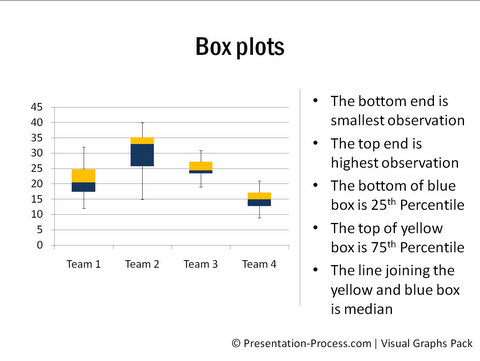 Box plots
45
40
35
30
25
20
15
10
5
0
Team 1 Team 2 Team 3 Team 4
• The bottom end is
smallest observation
• The top end is
highest observation
• The bottom of blue
box is 25th Percentile
• The top of yellow
box is 75th Percentile
• The line joining the
yellow and blue box
is median
© Presentation-Process.com | Visual Graphs Pack